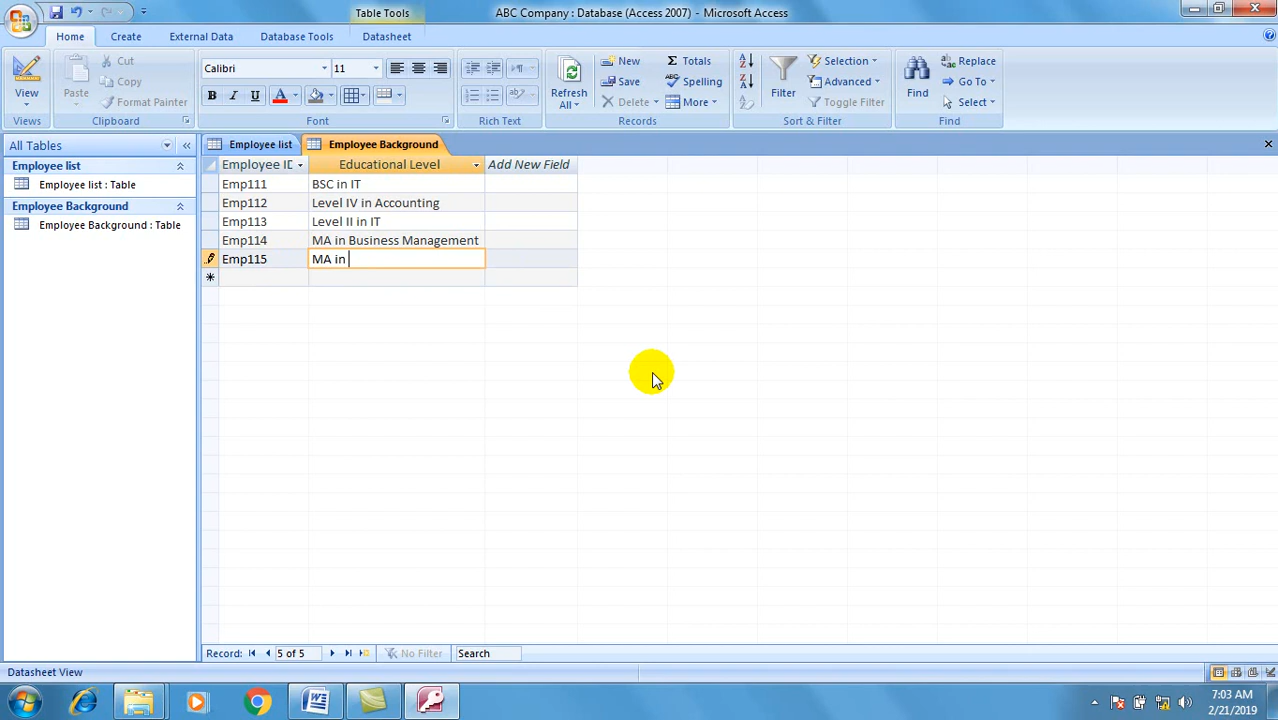 Table Tools
ABC Company : Database (Access 2007) - Microsoft Access
Home
Create
External Data
Database Tools
Datasheet
View
Views
Paste
Cut
Copy
Format Painter
Clipboard
Calibri
11
B I U A
Font
Rich Text
Refresh
All
New
Save
Delete
Totals
Spelling
More
Records
Filter
Selection
Advanced
Toggle Filter
Sort & Filter
Find
Replace
Go To
Select
Find
All Tables
Employee list
Employee list : Table
Employee Background
Employee Background : Table
Employee list
Employee Background
Employee ID Educational Level Add New Field
Emp111 BSC in IT
Emp112 Level IV in Accounting
Emp113 Level II in IT
Emp114 MA in Business Management
Emp115 MA in
Record: 5 of 5 No Filter Search
Datasheet View
7:03 AM
2/21/2019